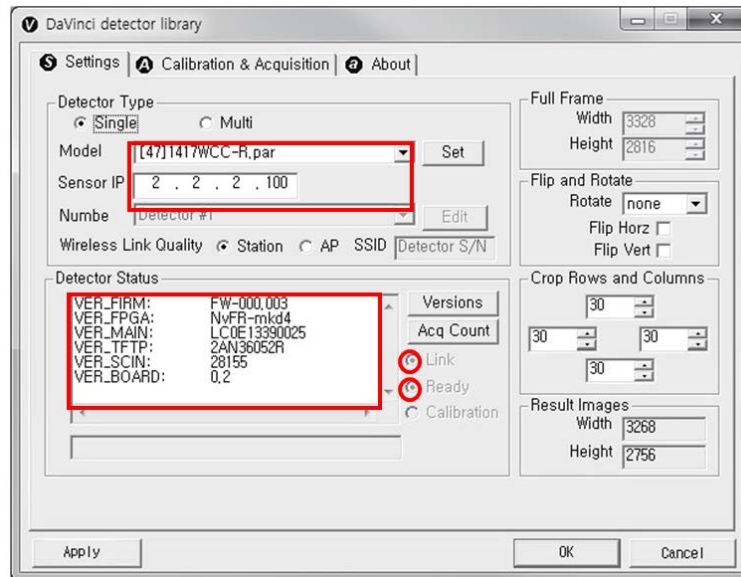 DaVinci detector library
Settings
Calibration & Acquisition
About
Detector Type
Single
Multi
Model
[47]1417WCC-R.par
Set
Sensor IP
2 . 2 . 2 . 100
Numbe
Detector #1
Edit
Wireless Link Quality
Station
AP
SSID
Detector S/N
Detector Status
VER_FIRM: FW-000,003
VER_FPGA: NvFR-mkd4
VER_MAIN: LC0E13390025
VER_TFTP: 2AN36052R
VER_SCIN: 28155
VER_BOARD: 0,2
Versions
Acq Count
Link
Ready
Calibration
Full Frame
Width 3328
Height 2816
Flip and Rotate
Rotate none
Flip Horz
Flip Vert
Crop Rows and Columns
30
30 30
30
Result Images
Width 3268
Height 2756
Apply
OK
Cancel